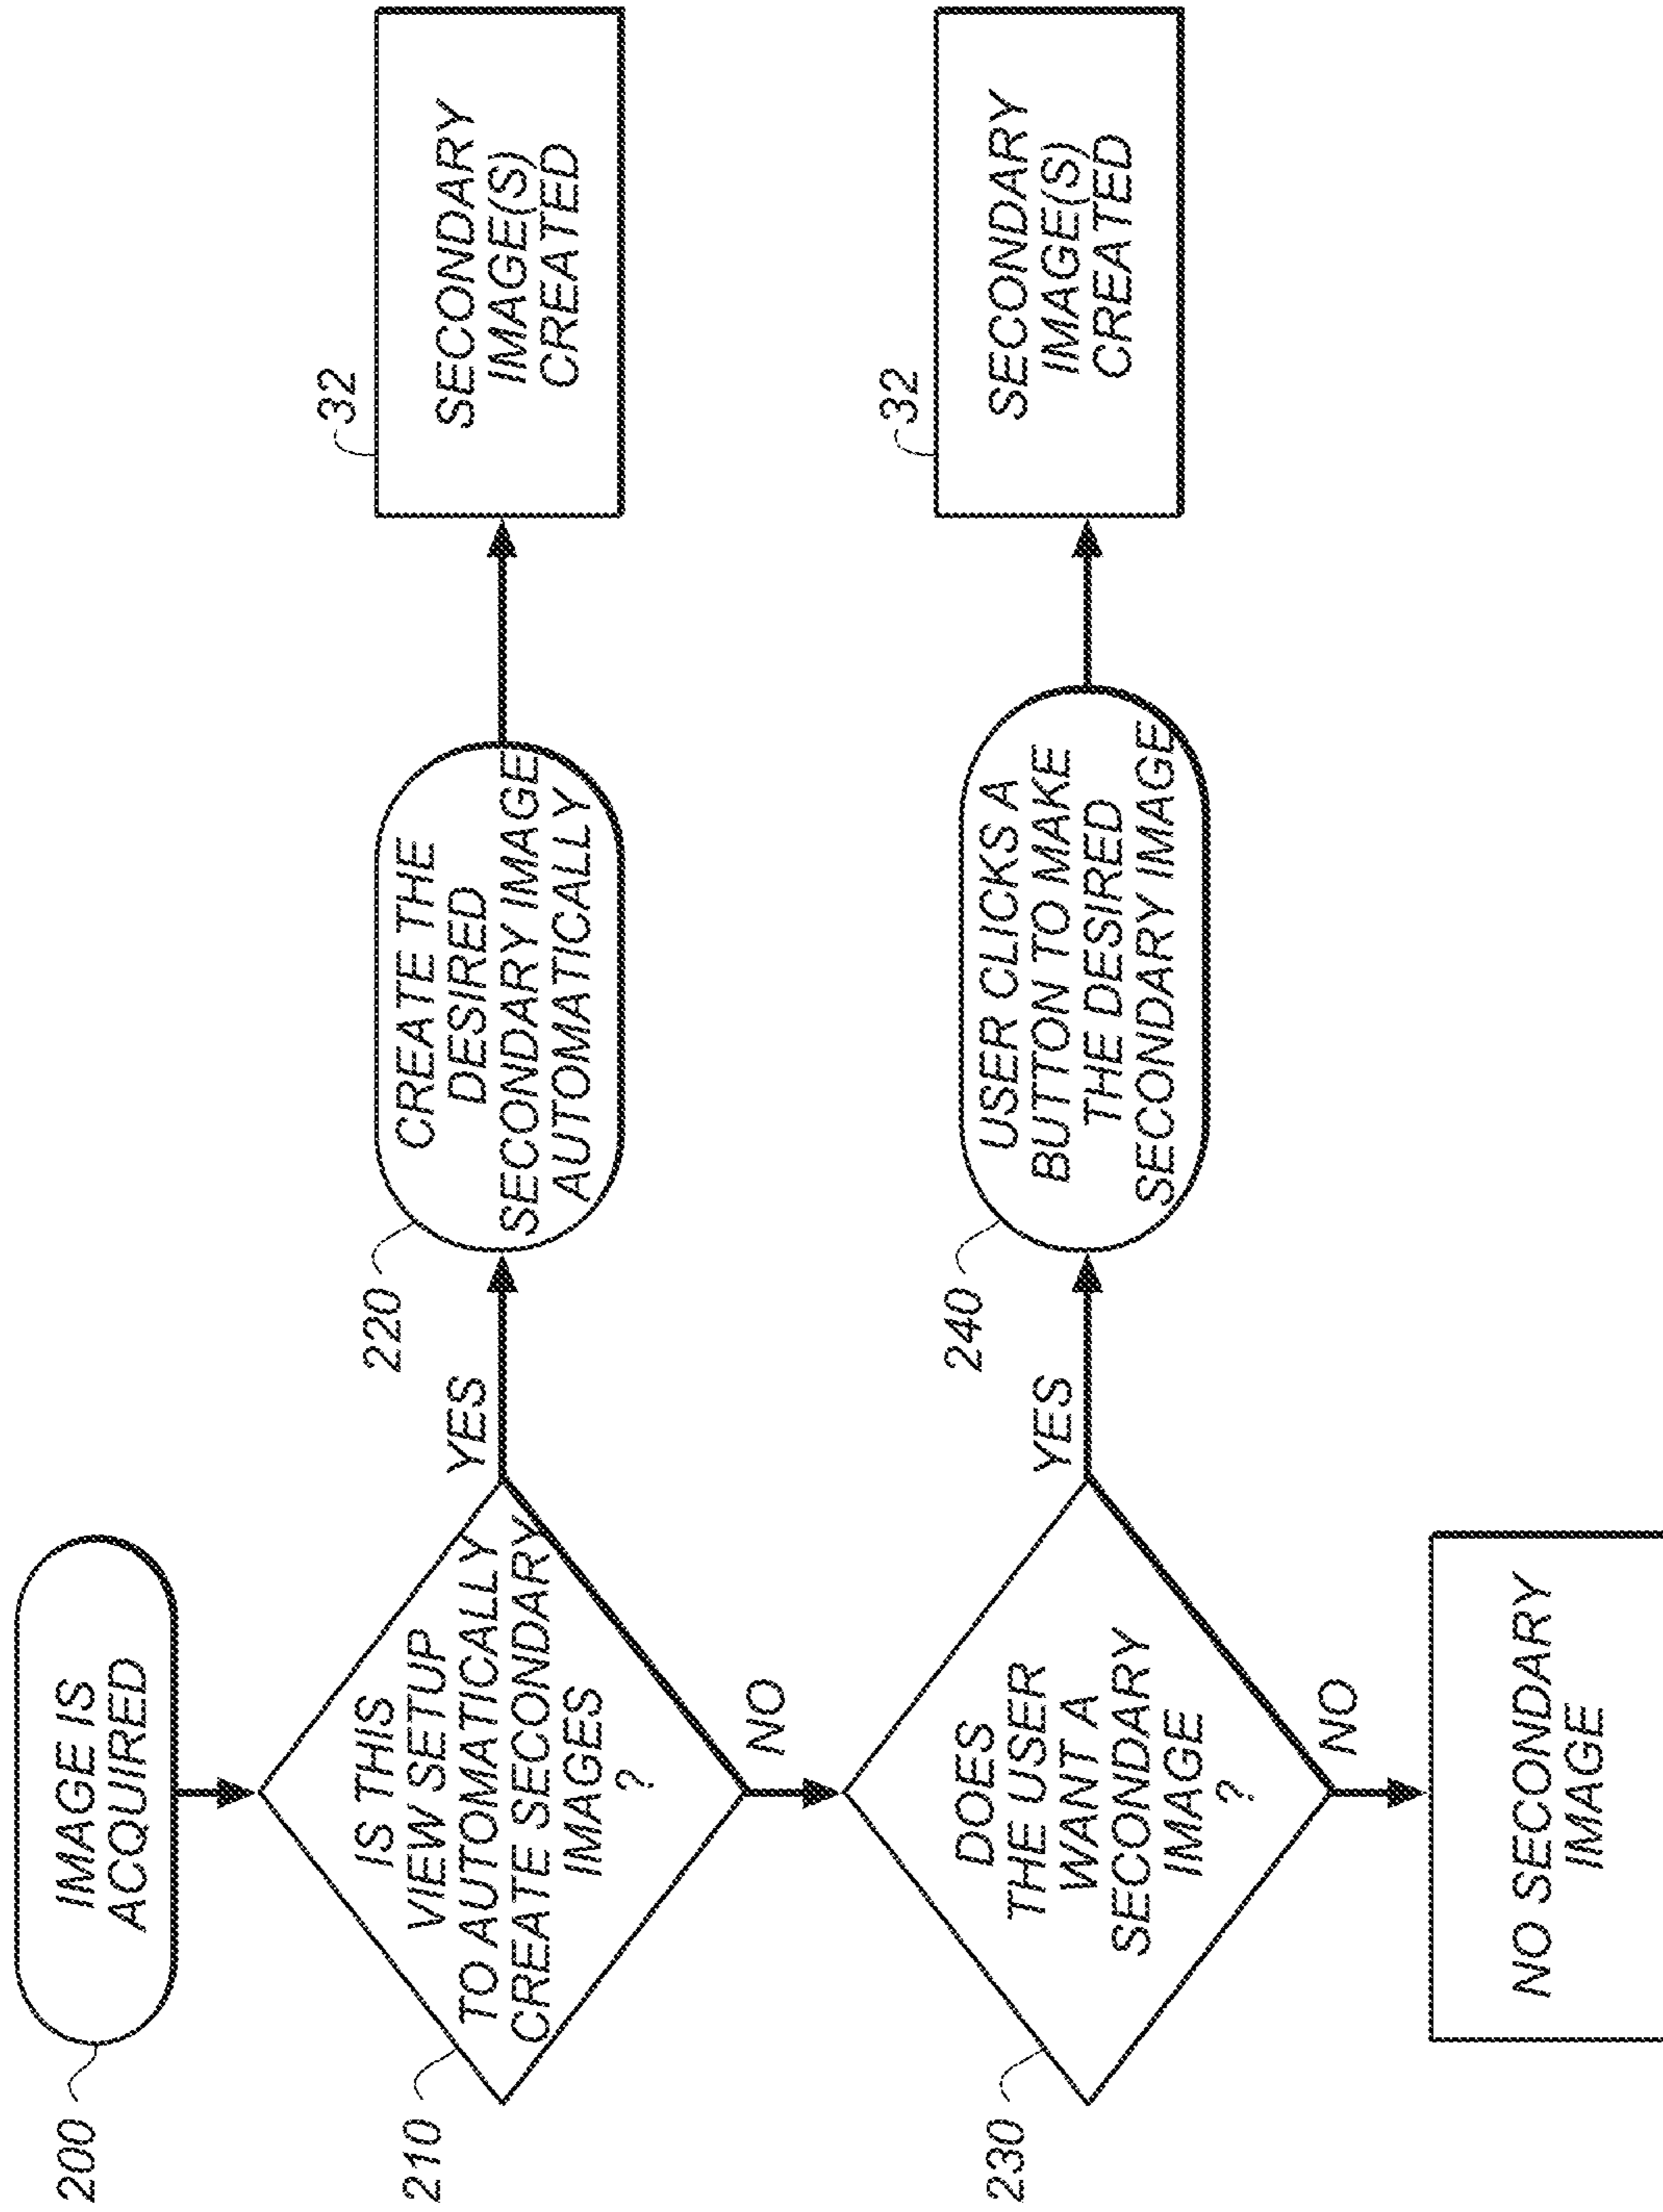 200
IMAGE IS
ACQUIRED
210
IS THIS
VIEW SETUP
TO AUTOMATICALLY
CREATE SECONDARY
IMAGES
?
YES
220
CREATE THE
DESIRED
SECONDARY IMAGE
AUTOMATICALLY
32
SECONDARY
IMAGE(S)
CREATED
NO
230
DOES
THE USER
WANT A
SECONDARY
IMAGE
?
YES
240
USER CLICKS A
BUTTON TO MAKE
THE DESIRED
SECONDARY IMAGE
32
SECONDARY
IMAGE(S)
CREATED
NO
NO SECONDARY
IMAGE